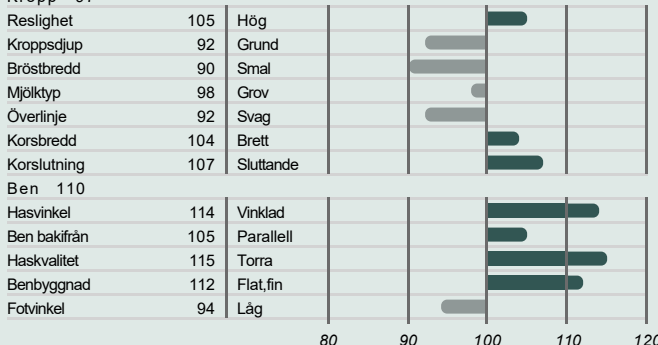 Reslighet 105 Hög
Kroppsdjup 92 Grund
Bröstbredd 90 Smal
Mjölktyp 98 Grov
Överlinje 92 Svag
Korsbredd 104 Brett
Korslutning 107 Sluttande
Ben 110
Hasvinkel 114 Vinklad
Ben bakifrån 105 Parallell
Haskvalitet 115 Torra
Benbyggnad 112 Flat,fin
Fotvinkel 94 Låg
80 90 100 110 120